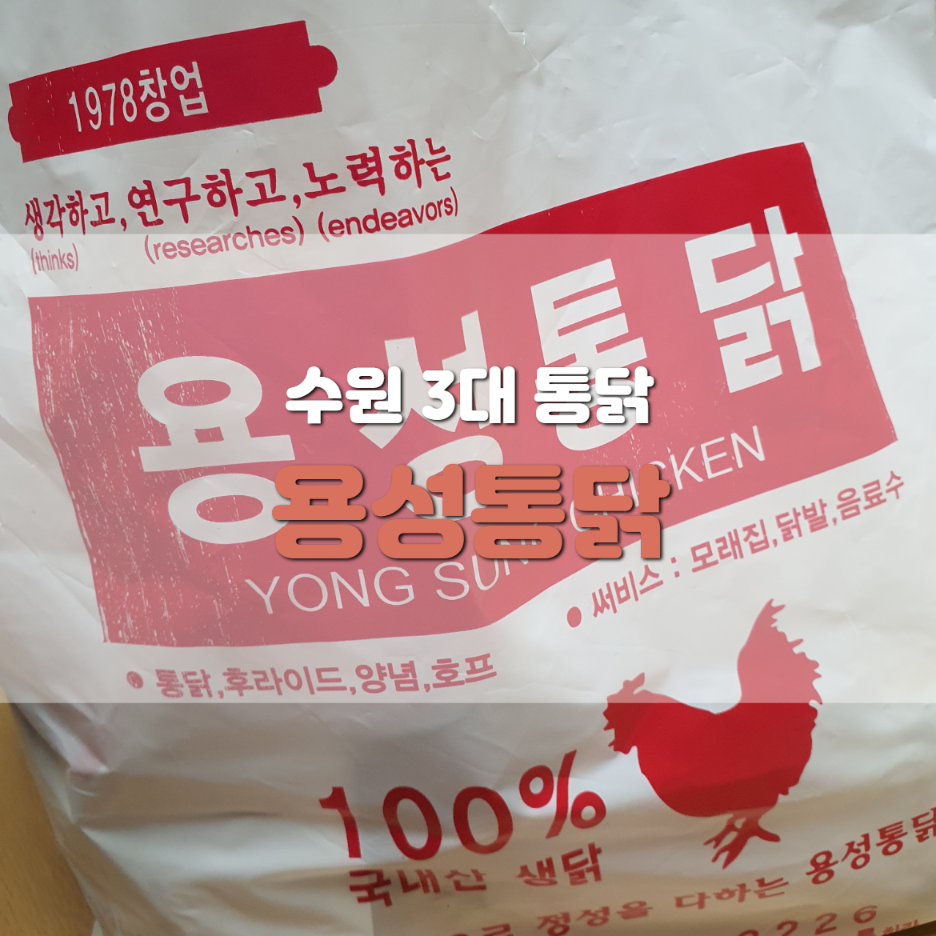 1978창업
생각하고, 연구하고, 노력하는
(thinks) (researches) (endeavors)
용성통닭
수원 3대 통닭
용성통닭
YONG SUNG CHICKEN
• 써비스 : 모래집, 닭발, 음료수
• 통닭, 후라이드, 양념, 호프
100%
국내산 생닭
정성을 다하는 용성통닭
3226